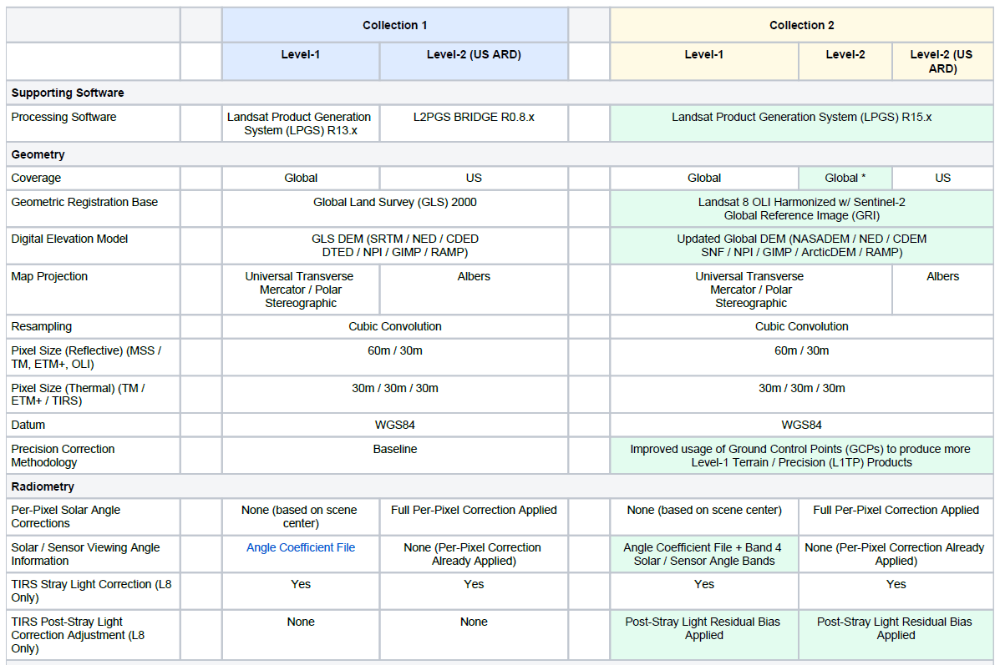 Collection 1
Collection 2
Level-1
Level-2 (US ARD)
Level-1
Level-2
Level-2 (US
ARD)
Supporting Software
Processing Software
Landsat Product Generation
System (LPGS) R13.x
L2PGS BRIDGE R0.8.x
Landsat Product Generation System (LPGS) R15.x
Geometry
Coverage
Global
US
Global
Global *
US
Geometric Registration Base
Global Land Survey (GLS) 2000
Landsat 8 OLI Harmonized w/ Sentinel-2
Global Reference Image (GRI)
Digital Elevation Model
GLS DEM (SRTM / NED / CDED
DTED / NPI / GIMP / RAMP)
Updated Global DEM (NASADEM / NED / CDEM
SNF / NPI / GIMP / ArcticDEM / RAMP)
Map Projection
Universal Transverse
Mercator / Polar
Stereographic
Albers
Universal Transverse
Mercator / Polar
Stereographic
Albers
Resampling
Cubic Convolution
Cubic Convolution
Pixel Size (Reflective) (MSS /
TM, ETM+, OLI)
60m / 30m
60m / 30m
Pixel Size (Thermal) (TM /
ETM+ / TIRS)
30m / 30m / 30m
30m / 30m / 30m
Datum
WGS84
WGS84
Precision Correction
Methodology
Baseline
Improved usage of Ground Control Points (GCPs) to produce more
Level-1 Terrain / Precision (L1TP) Products
Radiometry
Per-Pixel Solar Angle
Corrections
None (based on scene
center)
Full Per-Pixel Correction Applied
None (based on scene center)
Full Per-Pixel Correction Applied
Solar / Sensor Viewing Angle
Information
Angle Coefficient File
None (Per-Pixel Correction
Already Applied)
Angle Coefficient File + Band 4
Solar / Sensor Angle Bands
None (Per-Pixel Correction Already
Applied)
TIRS Stray Light Correction (L8
Only)
Yes
Yes
Yes
Yes
TIRS Post-Stray Light
Correction Adjustment (L8
Only)
None
None
Post-Stray Light Residual Bias
Applied
Post-Stray Light Residual Bias
Applied